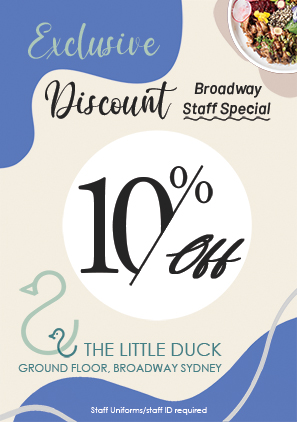 Exclusive
Discount
Broadway
Staff Special
10% Off
THE LITTLE DUCK
GROUND FLOOR, BROADWAY SYDNEY
Staff Uniforms/staff ID required